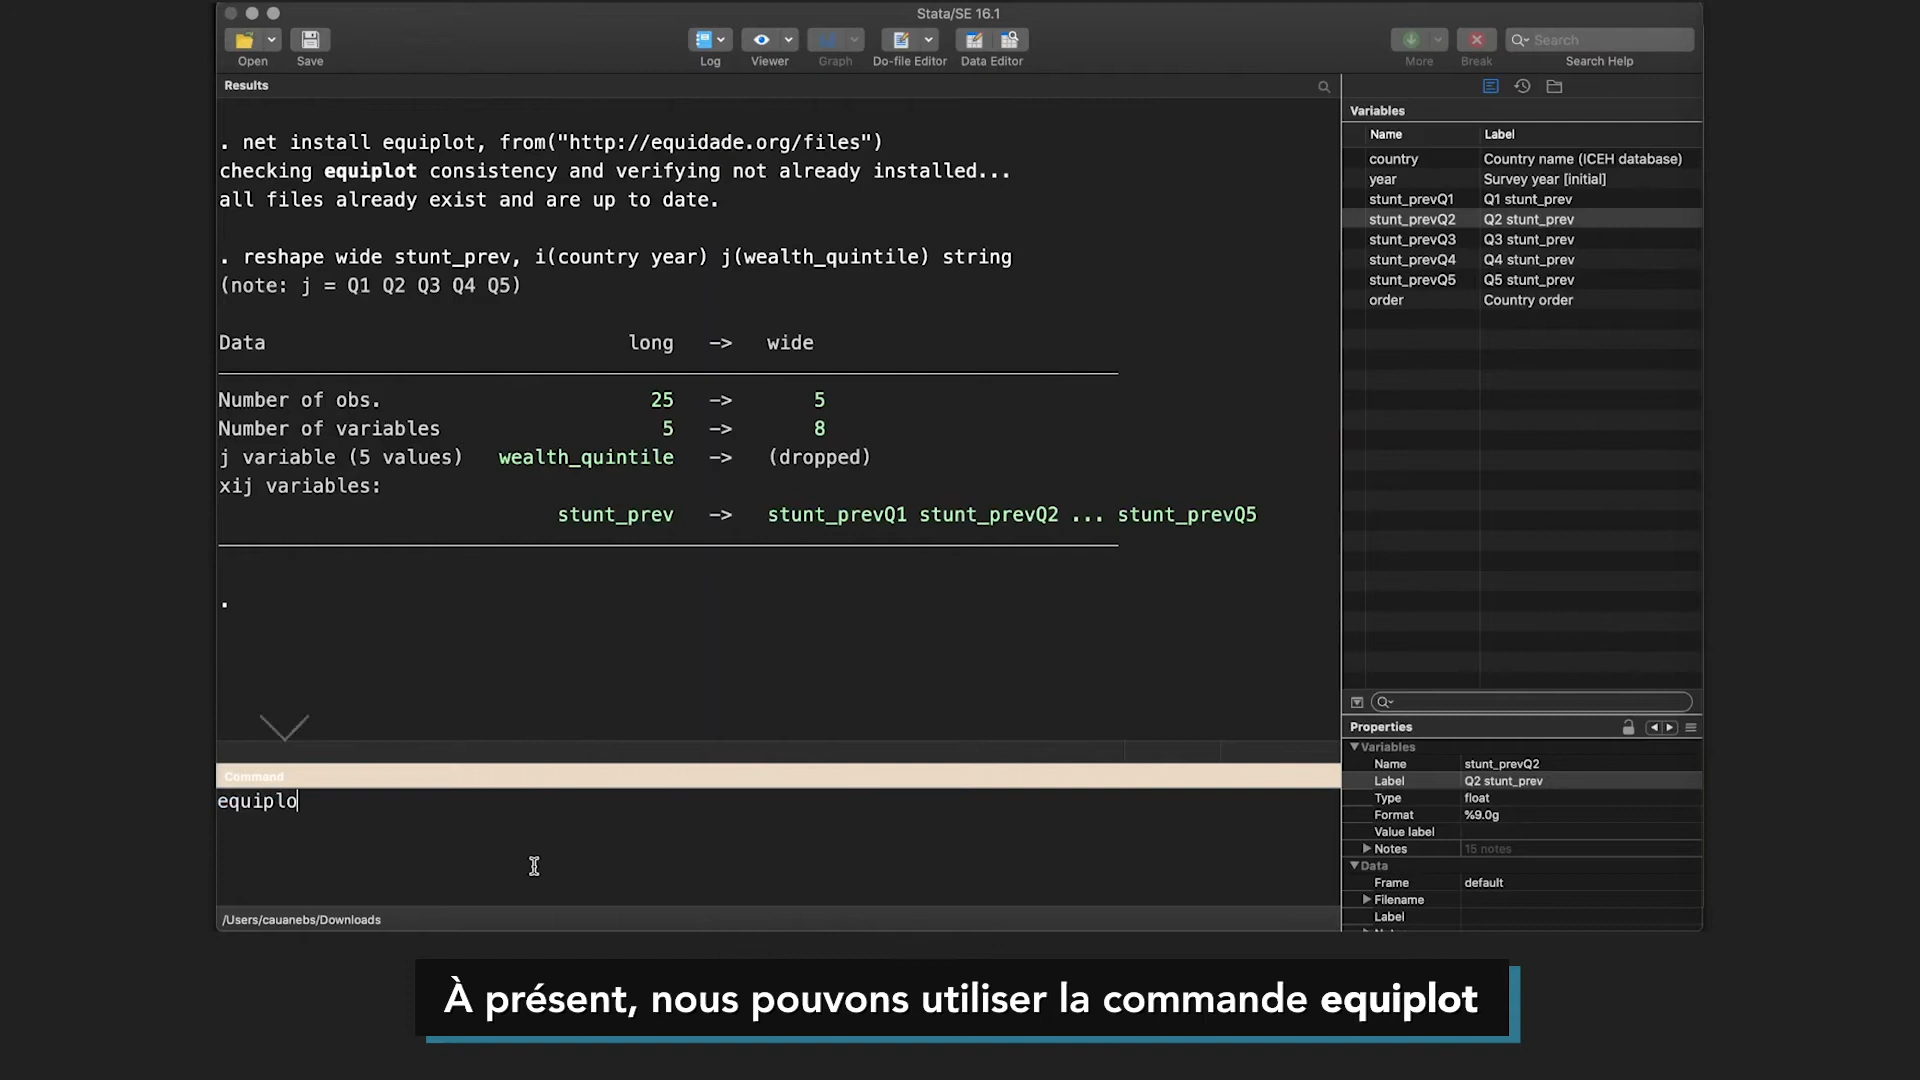 Stata/SE 16.1
Open
Save
Log
Viewer
Graph
Do-file Editor
Data Editor
More
Break
Search
Search Help
Results
. net install equiplot, from("http://equidade.org/files")
checking equiplot consistency and verifying not already installed...
all files already exist and are up to date.
. reshape wide stunt_prev, i(country year) j(wealth_quintile) string
(note: j = Q1 Q2 Q3 Q4 Q5)
Data long -> wide
Number of obs. 25 -> 5
Number of variables 5 -> 8
j variable (5 values) wealth_quintile -> (dropped)
xij variables:
stunt_prev -> stunt_prevQ1 stunt_prevQ2 ... stunt_prevQ5
.
Command
equiplo
/Users/cauanebs/Downloads
Variables
Name Label
country Country name (ICEH database)
year Survey year [initial]
stunt_prevQ1 Q1 stunt_prev
stunt_prevQ2 Q2 stunt_prev
stunt_prevQ3 Q3 stunt_prev
stunt_prevQ4 Q4 stunt_prev
stunt_prevQ5 Q5 stunt_prev
order Country order
Properties
Variables
Name stunt_prevQ2
Label Q2 stunt_prev
Type float
Format %9.0g
Value label
Notes 15 notes
Data
Frame default
Filename
Label
À présent, nous pouvons utiliser la commande equiplot